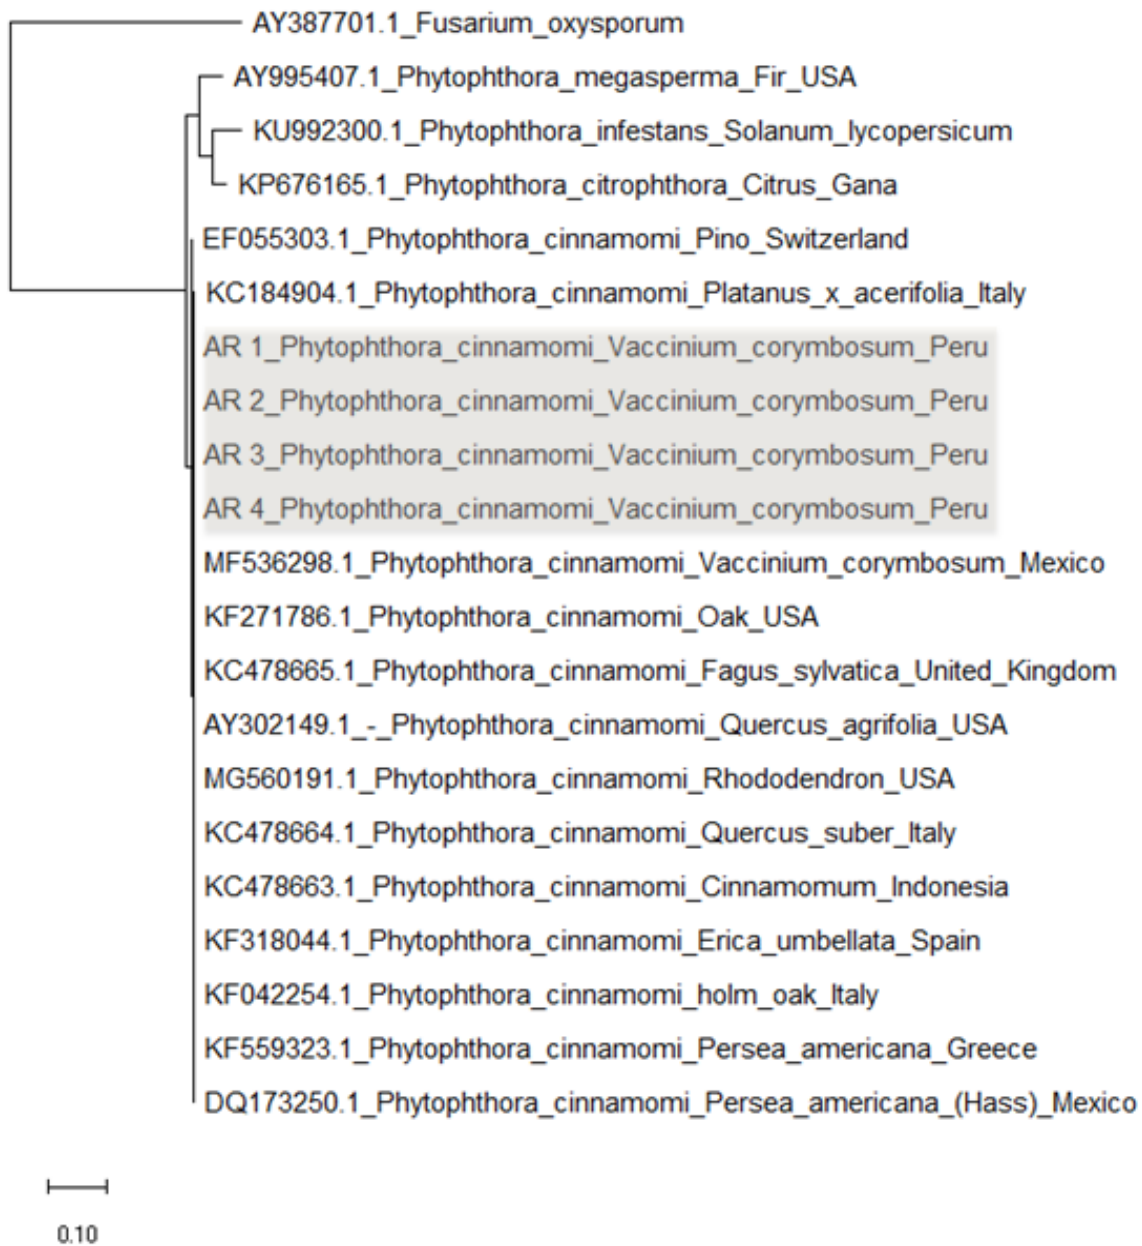 AY387701.1_Fusarium_oxysporum
AY995407.1_Phytophthora_megasperma_Fir_USA
KU992300.1_Phytophthora_infestans_Solanum_lycopersicum
KP676165.1_Phytophthora_citrophthora_Citrus_Gana
EF055303.1_Phytophthora_cinnamomi_Pino_Switzerland
KC184904.1_Phytophthora_cinnamomi_Platanus_x_acerifolia_Italy
AR 1_Phytophthora_cinnamomi_Vaccinium_corymbosum_Peru
AR 2_Phytophthora_cinnamomi_Vaccinium_corymbosum_Peru
AR 3_Phytophthora_cinnamomi_Vaccinium_corymbosum_Peru
AR 4_Phytophthora_cinnamomi_Vaccinium_corymbosum_Peru
MF536298.1_Phytophthora_cinnamomi_Vaccinium_corymbosum_Mexico
KF271786.1_Phytophthora_cinnamomi_Oak_USA
KC478665.1_Phytophthora_cinnamomi_Fagus_sylvatica_United_Kingdom
AY302149.1_-_Phytophthora_cinnamomi_Quercus_agrifolia_USA
MG560191.1_Phytophthora_cinnamomi_Rhododendron_USA
KC478664.1_Phytophthora_cinnamomi_Quercus_suber_Italy
KC478663.1_Phytophthora_cinnamomi_Cinnamomum_Indonesia
KF318044.1_Phytophthora_cinnamomi_Erica_umbellata_Spain
KF042254.1_Phytophthora_cinnamomi_holm_oak_Italy
KF559323.1_Phytophthora_cinnamomi_Persea_americana_Greece
DQ173250.1_Phytophthora_cinnamomi_Persea_americana_(Hass)_Mexico
0.10